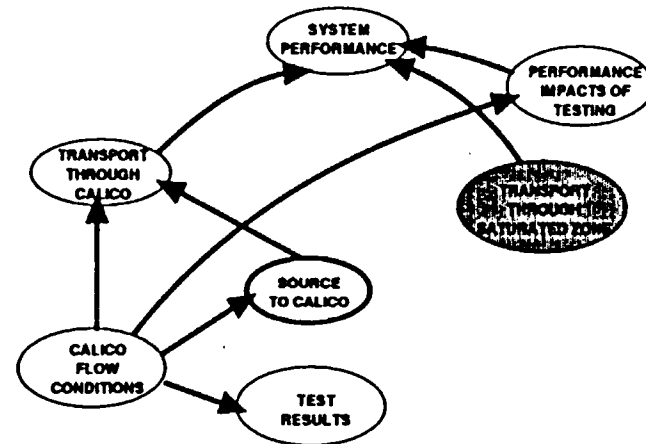 SYSTEM
PERFORMANCE
PERFORMANCE
IMPACTS OF
TESTING
TRANSPORT
THROUGH
CALICO
TRANSPORT
THROUGH
SATURATED ZONE
SOURCE
TO CALICO
CALICO
FLOW
CONDITIONS
TEST
RESULTS